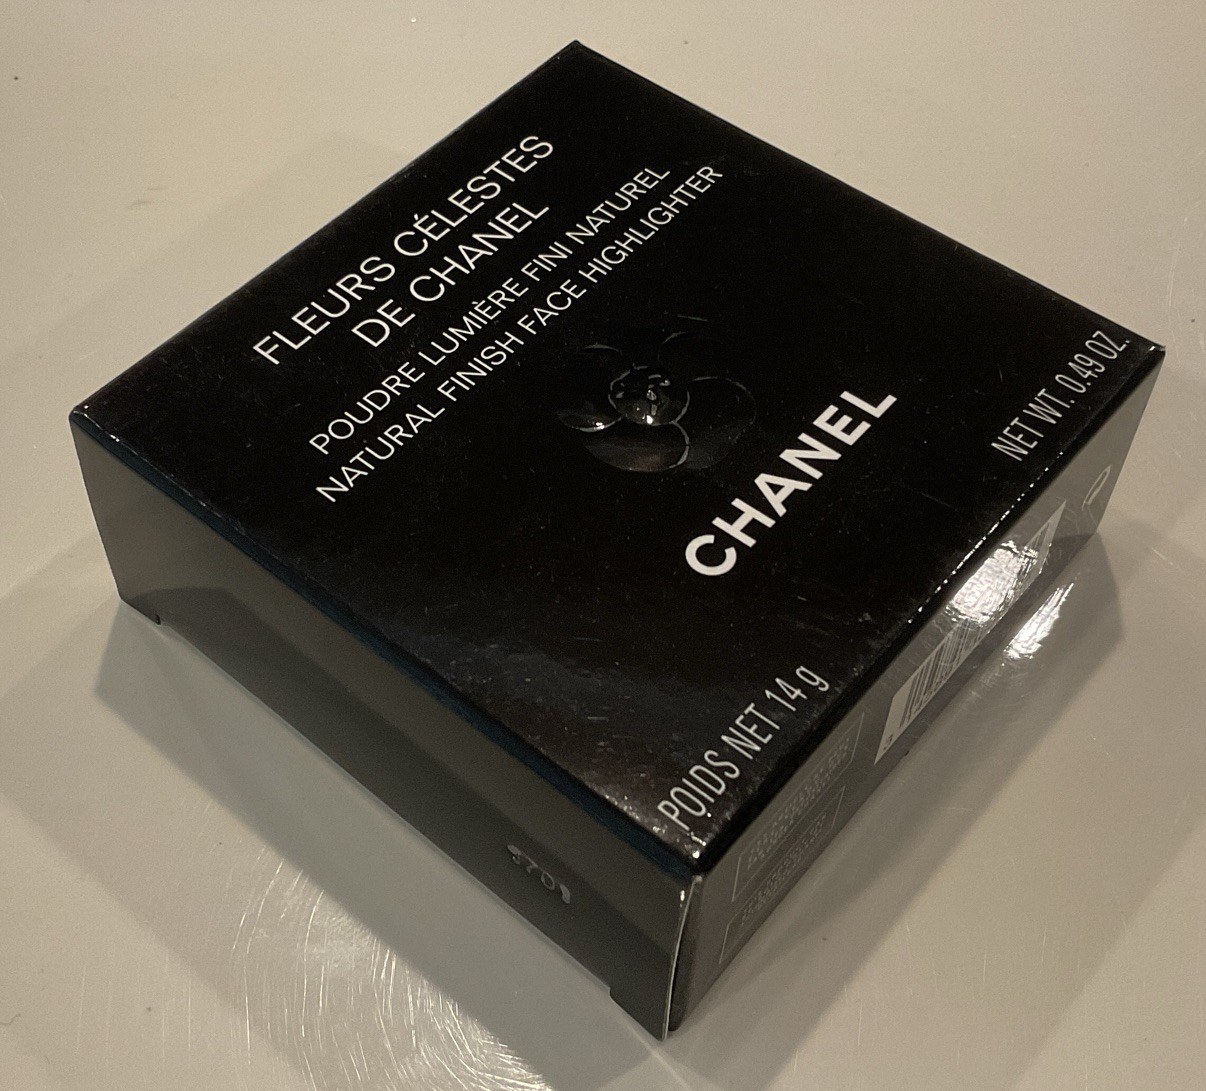 FLEURS CÉLESTES
DE CHANEL
POUDRE LUMIÈRE FINI NATUREL
NATURAL FINISH FACE HIGHLIGHTER
CHANEL
POIDS NET 14 g
NET WT. 0.49 OZ.